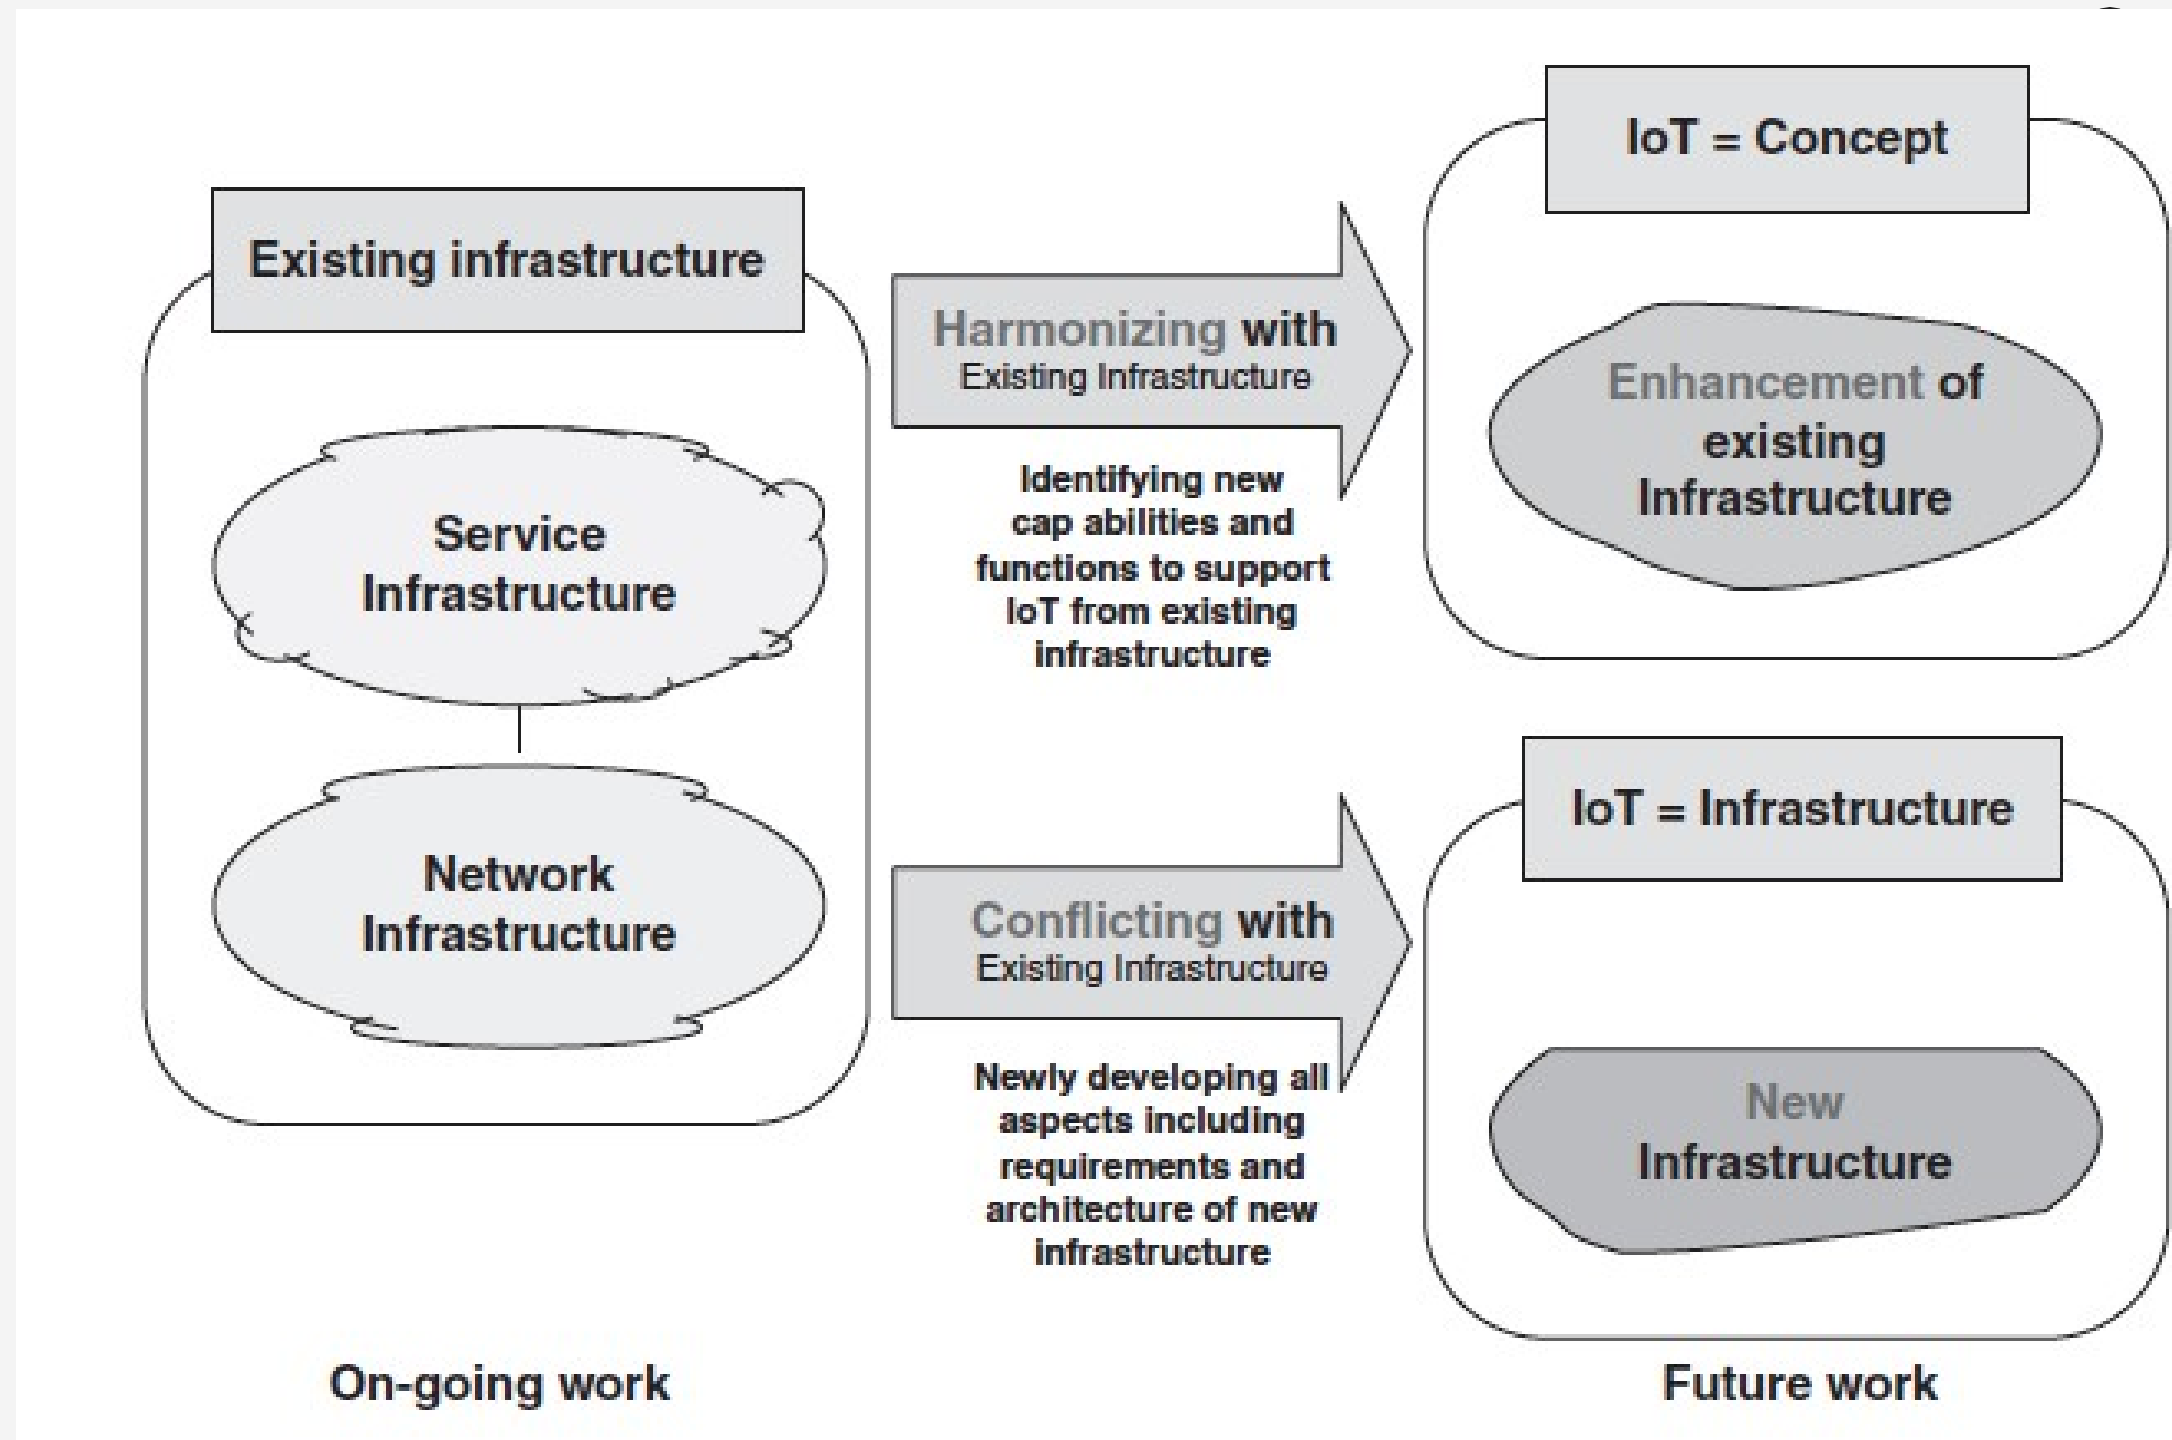 Existing infrastructure
Service
Infrastructure
Network
Infrastructure
On-going work
Harmonizing with
Existing Infrastructure
Identifying new
cap abilities and
functions to support
IoT from existing
infrastructure
Conflicting with
Existing Infrastructure
Newly developing all
aspects including
requirements and
architecture of new
infrastructure
IoT = Concept
Enhancement of
existing
Infrastructure
IoT = Infrastructure
New
Infrastructure
Future work